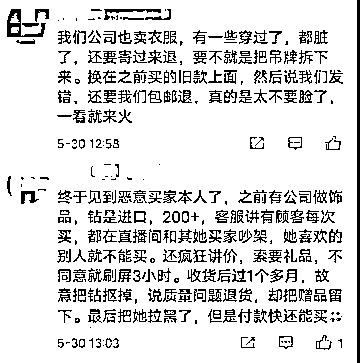 我们公司也卖衣服，有一些穿过了，都脏
了，还要寄过来退，要不就是把吊牌拆下
来。换在之前买的旧款上面，然后说我们发
错，还要我们包邮退，真的是太不要脸了，
一看就来火
5-30 12:58
终于见到恶意买家本人了，之前有公司做饰
品，钻是进口，200+，客服讲有顾客每次
买，都在直播间和其她买家吵架，她喜欢的
别人就不能买。还疯狂讲价，索要礼品，不
同意就刷屏3小时。收货后过1个多月，故
意把钻抠掉，说质量问题退货，却把赠品留
下。最后把她拉黑了，但是付款快还能买
5-30 13:03
1